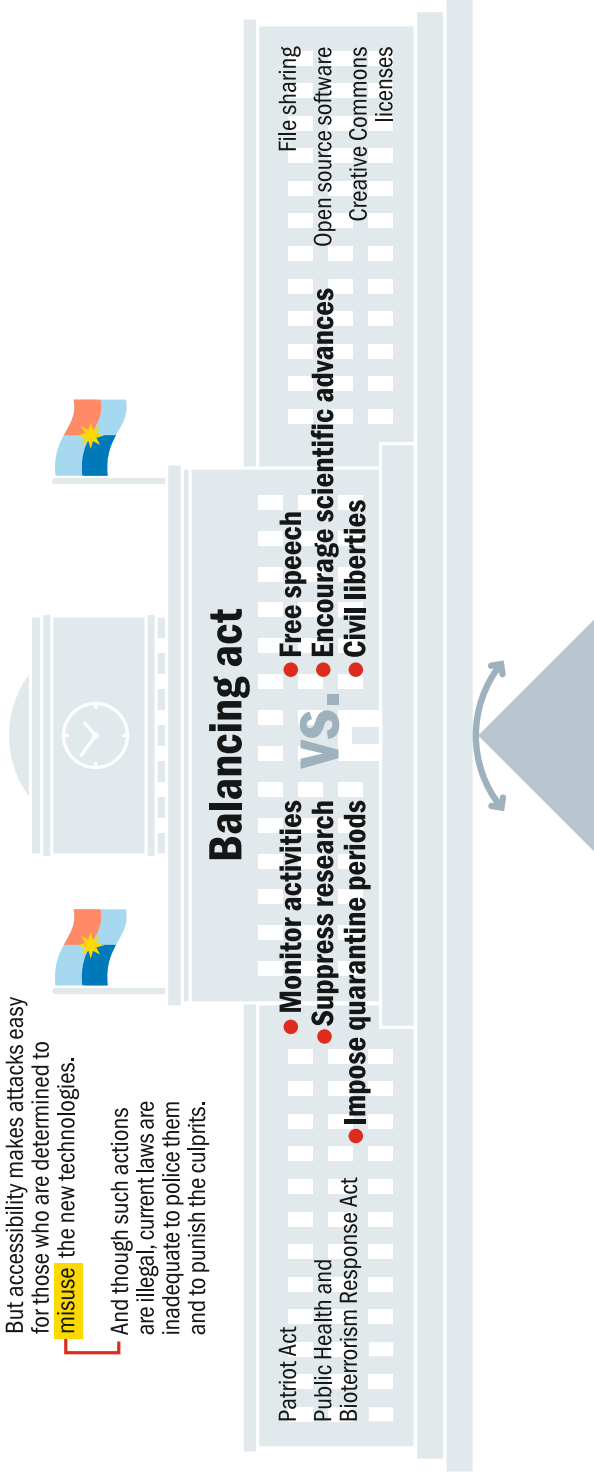 But accessibility makes attacks easy
for those who are determined to
misuse the new technologies.
And though such actions
are illegal, current laws are
inadequate to police them
and to punish the culprits.
Balancing act
Patriot Act
Public Health and
Bioterrorism Response Act
Monitor activities
Suppress research
Impose quarantine periods
vs.
Free speech
Encourage scientific advances
Civil liberties
File sharing
Open source software
Creative Commons
licenses